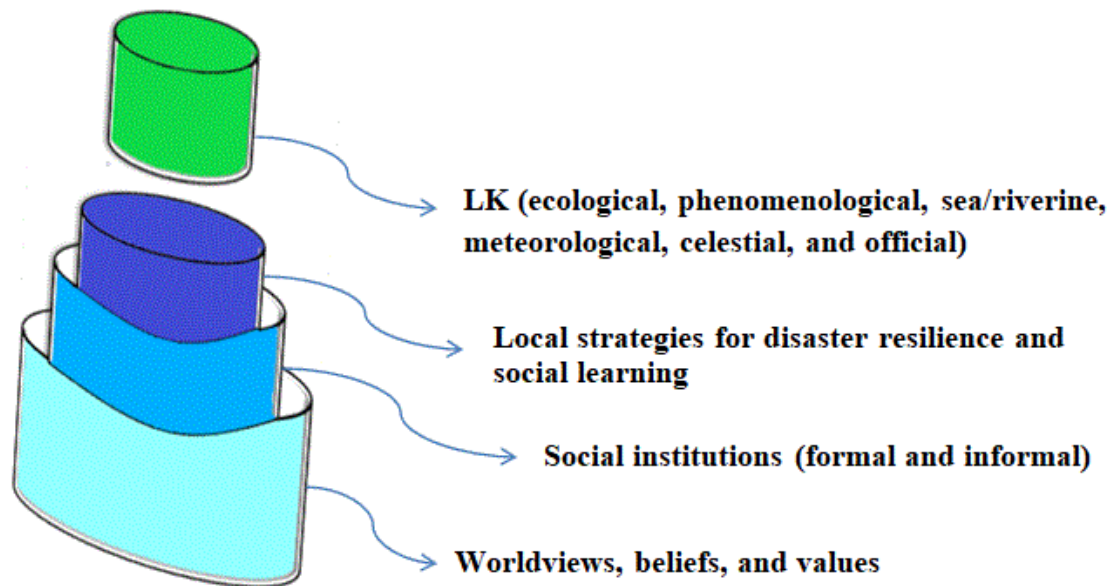 LK (ecological, phenomenological, sea/riverine,
meteorological, celestial, and official)
Local strategies for disaster resilience and
social learning
Social institutions (formal and informal)
Worldviews, beliefs, and values